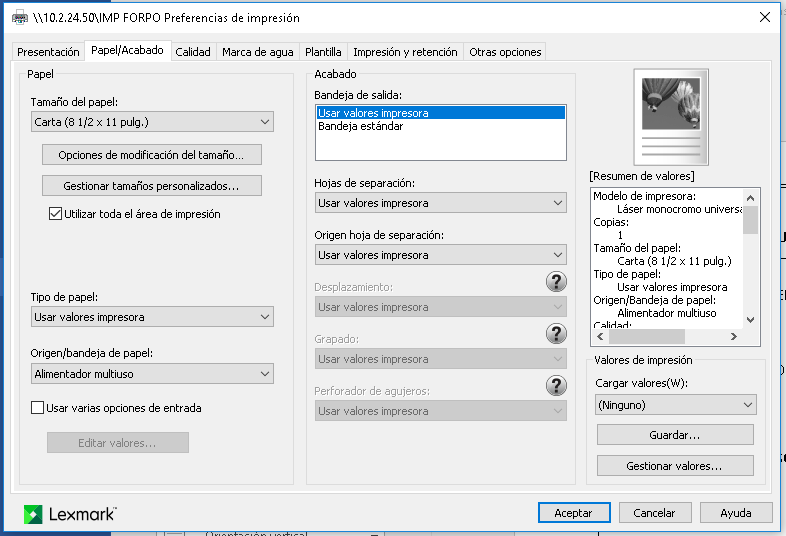 \\10.2.24.50\IMP FORPO Preferencias de impresión
Presentación
Papel/Acabado
Calidad
Marca de agua
Plantilla
Impresión y retención
Otras opciones
Papel
Tamaño del papel:
Carta (8 1/2 x 11 pulg.)
Opciones de modificación del tamaño...
Gestionar tamaños personalizados...
Utilizar toda el área de impresión
Tipo de papel:
Usar valores impresora
Origen/bandeja de papel:
Alimentador multiuso
Usar varias opciones de entrada
Editar valores...
Acabado
Bandeja de salida:
Usar valores impresora
Bandeja estándar
Hojas de separación:
Usar valores impresora
Origen hoja de separación:
Usar valores impresora
Desplazamiento:
?
Usar valores impresora
Grapado:
?
Usar valores impresora
Perforador de agujeros:
?
Usar valores impresora
[Resumen de valores]
Modelo de impresora:
Láser monocromo universa
Copias:
1
Tamaño del papel:
Carta (8 1/2 x 11 pulg.)
Tipo de papel:
Usar valores impresora
Origen/Bandeja de papel:
Alimentador multiuso
Calidad:
Valores de impresión
Cargar valores(W):
(Ninguno)
Guardar...
Gestionar valores...
Lexmark
Aceptar
Cancelar
Ayuda
Orientación vertical